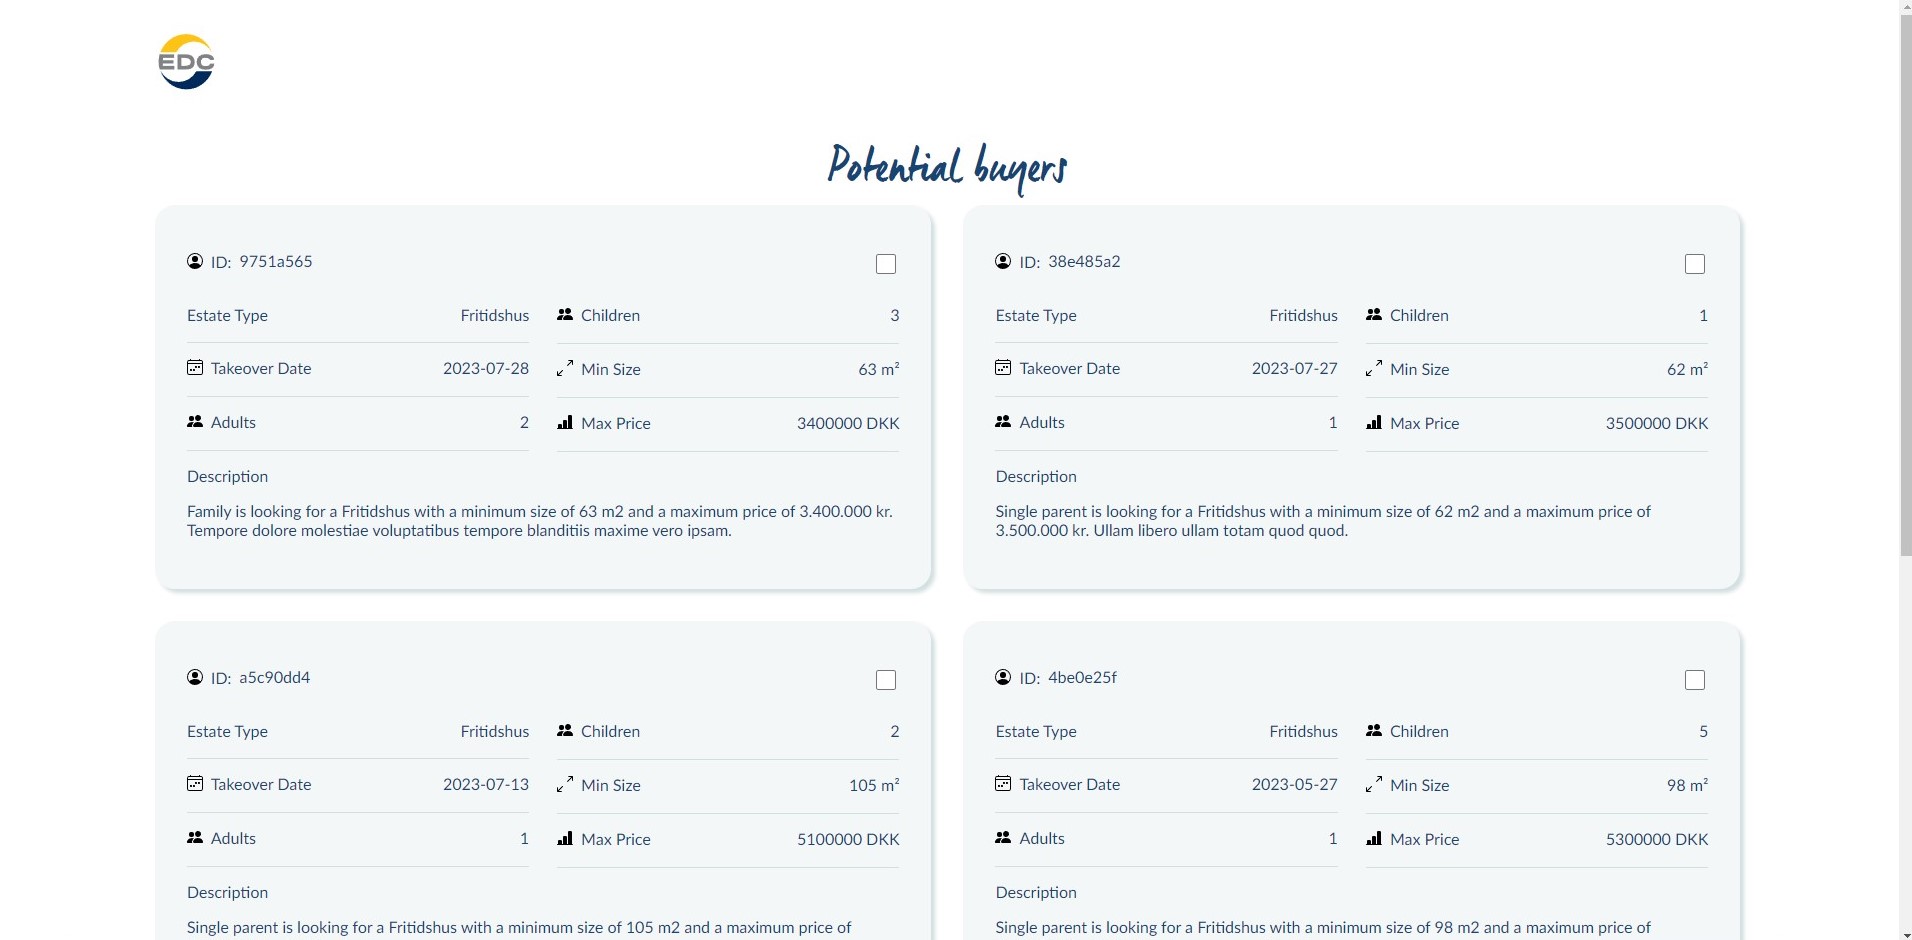 EDC
Potential buyers
ID: 9751a565
Estate Type Fritidshus
Children 3
Takeover Date 2023-07-28
Min Size 63 m²
Adults 2
Max Price 3400000 DKK
Description
Family is looking for a Fritidshus with a minimum size of 63 m2 and a maximum price of 3.400.000 kr.
Tempore dolore molestiae voluptatibus tempore blanditiis maxime vero ipsam.
ID: 38e485a2
Estate Type Fritidshus
Children 1
Takeover Date 2023-07-27
Min Size 62 m²
Adults 1
Max Price 3500000 DKK
Description
Single parent is looking for a Fritidshus with a minimum size of 62 m2 and a maximum price of
3.500.000 kr. Ullam libero ullam totam quod quod.
ID: a5c90dd4
Estate Type Fritidshus
Children 2
Takeover Date 2023-07-13
Min Size 105 m²
Adults 1
Max Price 5100000 DKK
Description
Single parent is looking for a Fritidshus with a minimum size of 105 m2 and a maximum price of
ID: 4be0e25f
Estate Type Fritidshus
Children 5
Takeover Date 2023-05-27
Min Size 98 m²
Adults 1
Max Price 5300000 DKK
Description
Single parent is looking for a Fritidshus with a minimum size of 98 m2 and a maximum price of